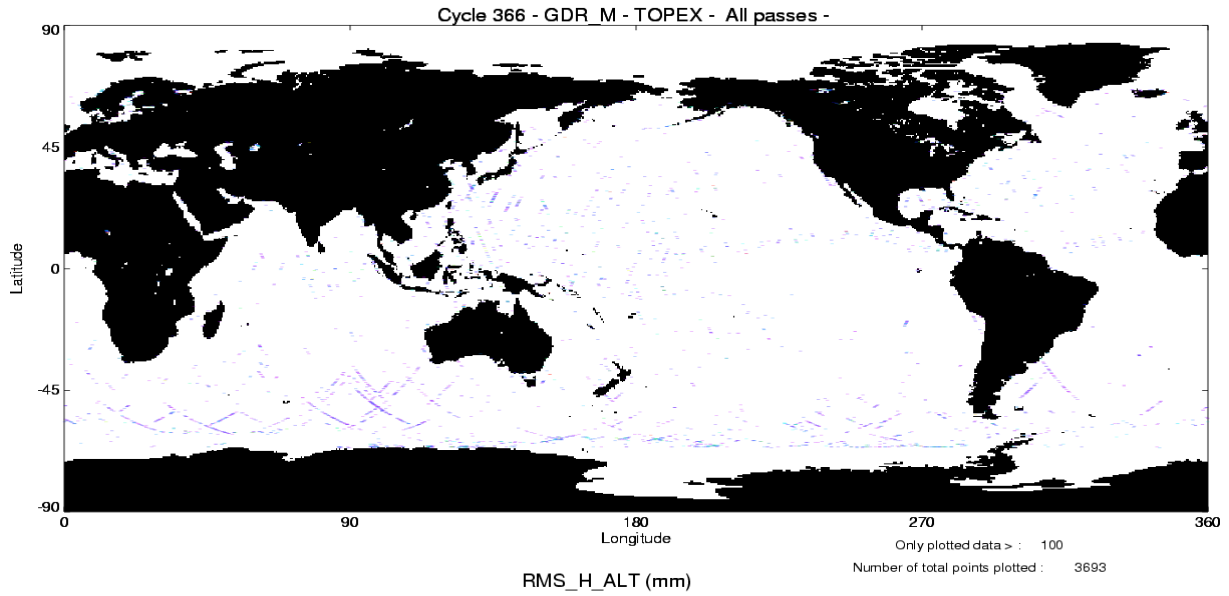 Cycle 366 - GDR_M - TOPEX - All passes -
90
45
0
-45
-90
Latitude
0 90 180 270 360
Longitude
Only plotted data > : 100
Number of total points plotted : 3693
RMS_H_ALT (mm)